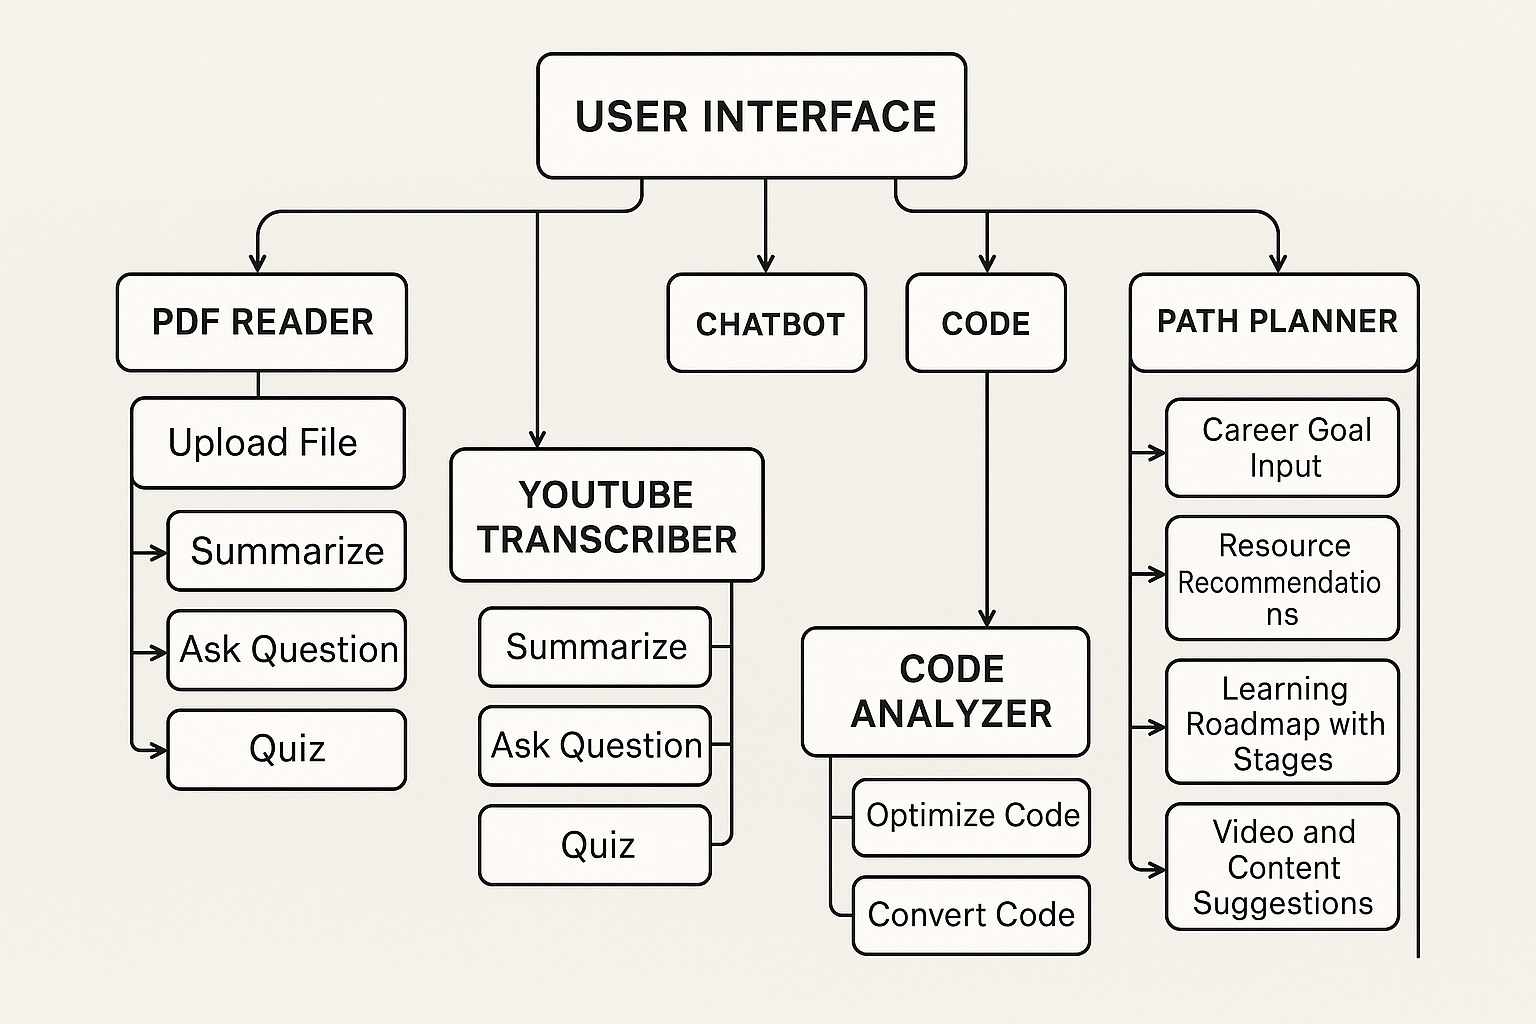 USER INTERFACE
PDF READER
Upload File
Summarize
Ask Question
Quiz
YOUTUBE
TRANSCRIBER
Summarize
Ask Question
Quiz
CHATBOT
CODE
CODE
ANALYZER
Optimize Code
Convert Code
PATH PLANNER
Career Goal
Input
Resource
Recommendatio
ns
Learning
Roadmap with
Stages
Video and
Content
Suggestions